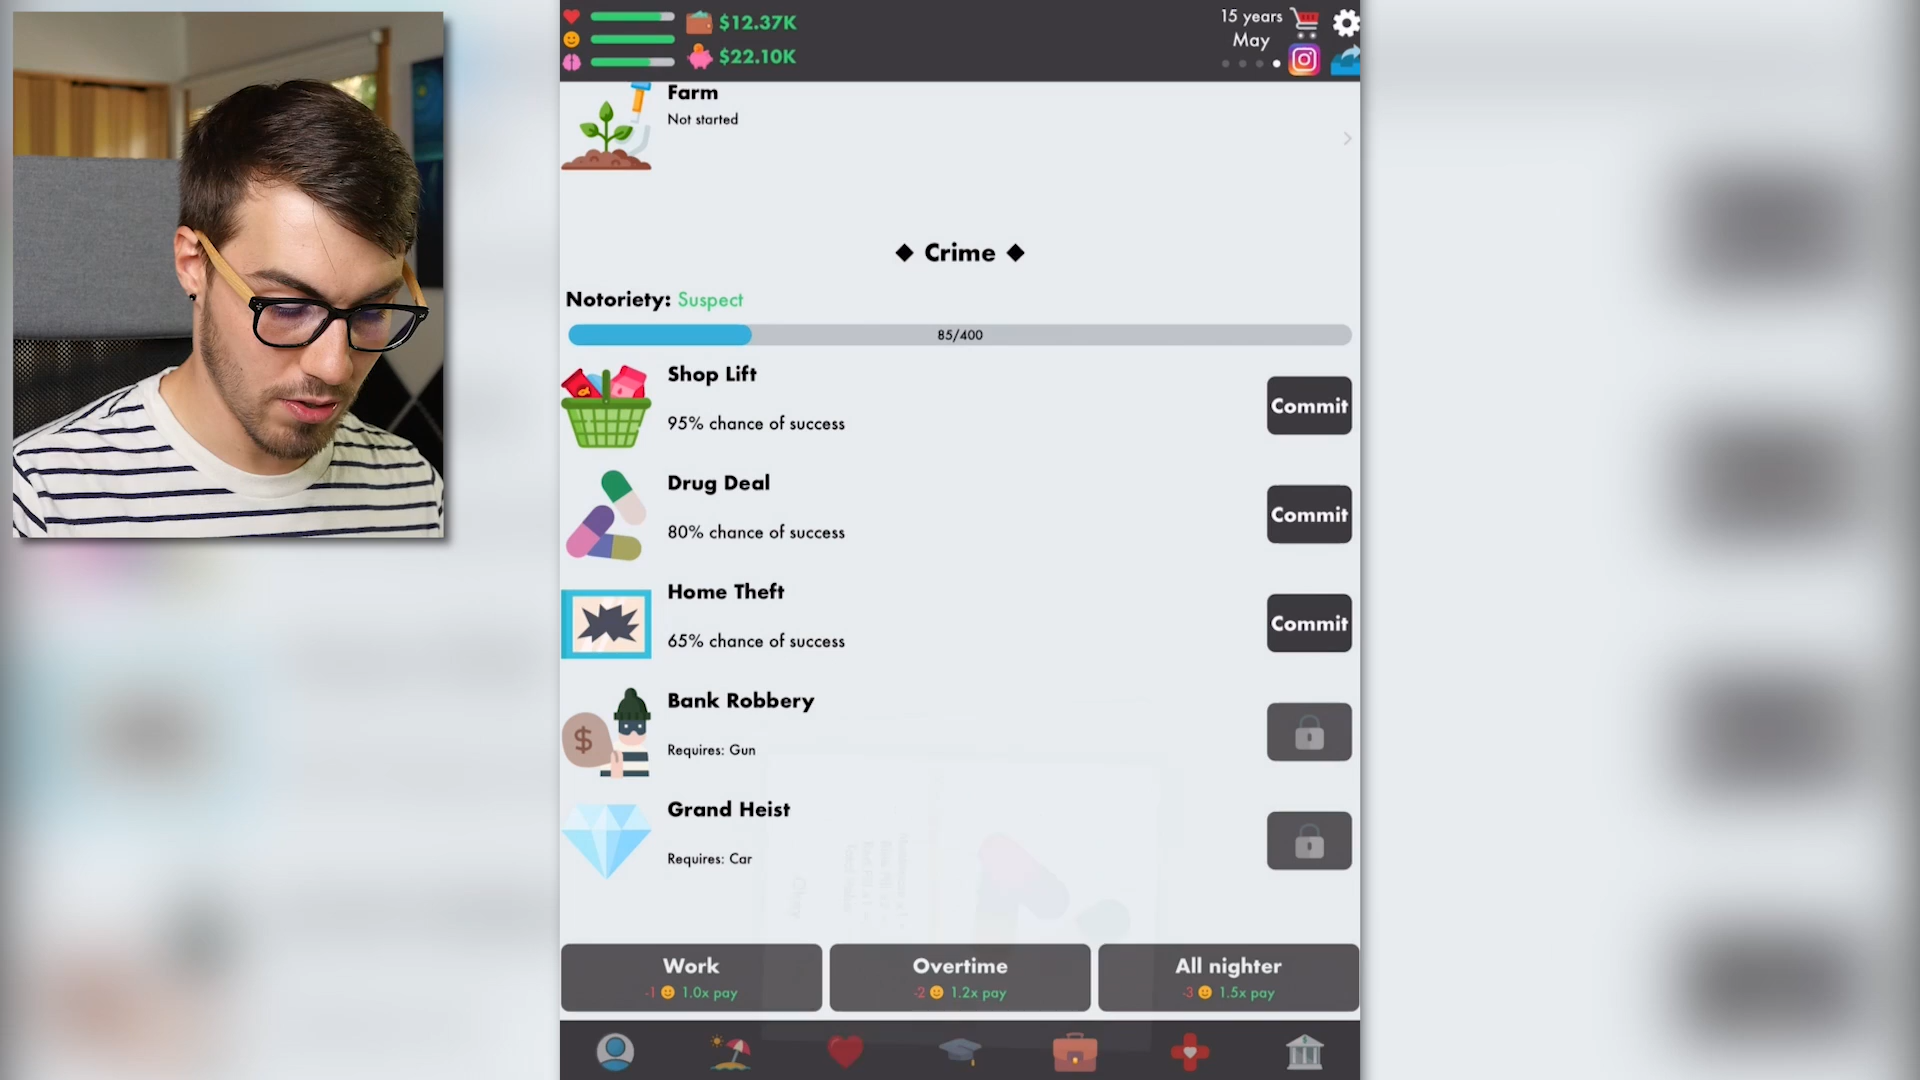 $12.37K
$22.10K
15 years
May
Farm
Not started
Crime
Notoriety: Suspect
85/400
Shop Lift
95% chance of success
Commit
Drug Deal
80% chance of success
Commit
Home Theft
65% chance of success
Commit
Bank Robbery
Requires: Gun
Grand Heist
Requires: Car
Work
-1 1.0x pay
Overtime
-2 1.2x pay
All nighter
-3 1.5x pay